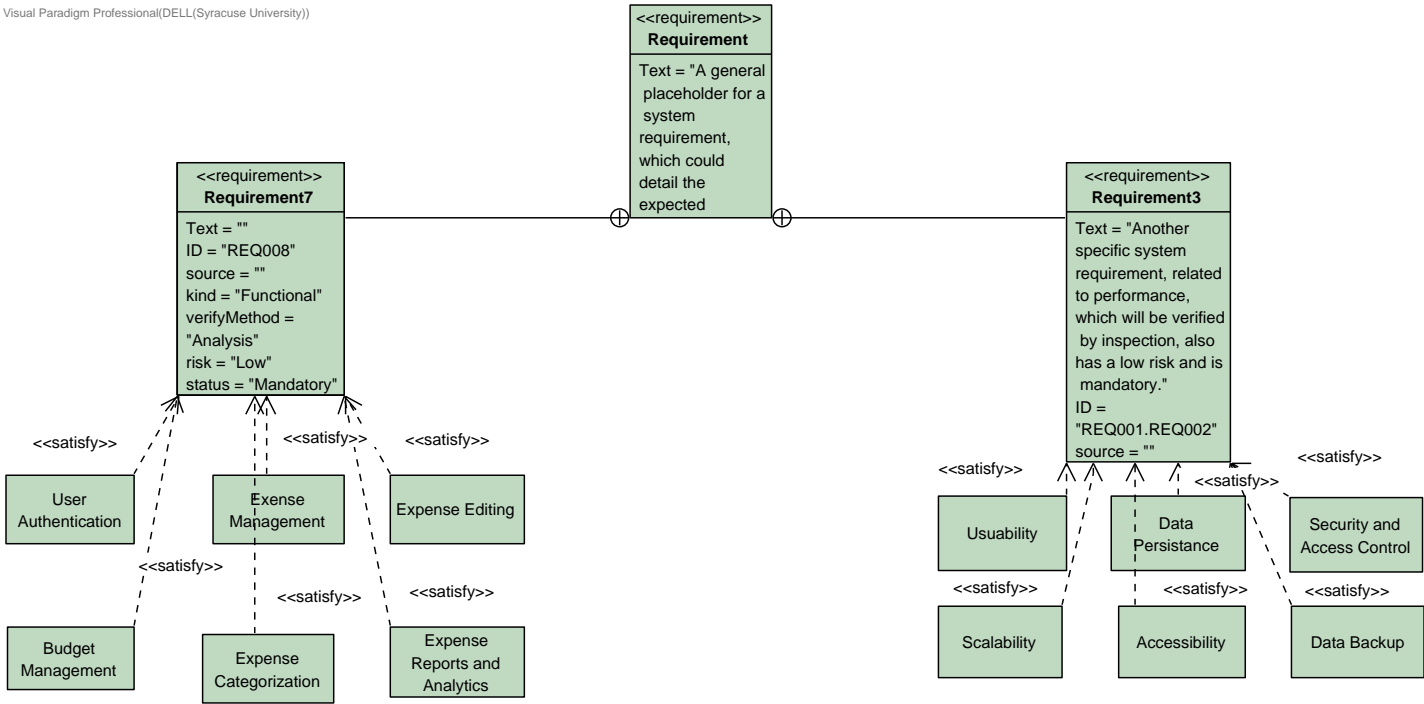 Visual Paradigm Professional(DELL(Syracuse University))
<<requirement>>
Requirement
Text = "A general
placeholder for a
system
requirement,
which could
detail the
expected
<<requirement>>
Requirement7
Text = ""
ID = "REQ008"
source = ""
kind = "Functional"
verifyMethod =
"Analysis"
risk = "Low"
status = "Mandatory"
<<requirement>>
Requirement3
Text = "Another
specific system
requirement, related
to performance,
which will be verified
by inspection, also
has a low risk and is
mandatory."
ID =
"REQ001.REQ002"
source = ""
<<satisfy>>
<<satisfy>>
<<satisfy>>
User
Authentication
Exense
Management
Expense Editing
<<satisfy>>
<<satisfy>>
<<satisfy>>
Budget
Management
Expense
Categorization
Expense
Reports and
Analytics
<<satisfy>>
<<satisfy>>
<<satisfy>>
Usuability
Data
Persistance
Security and
Access Control
<<satisfy>>
<<satisfy>>
<<satisfy>>
Scalability
Accessibility
Data Backup